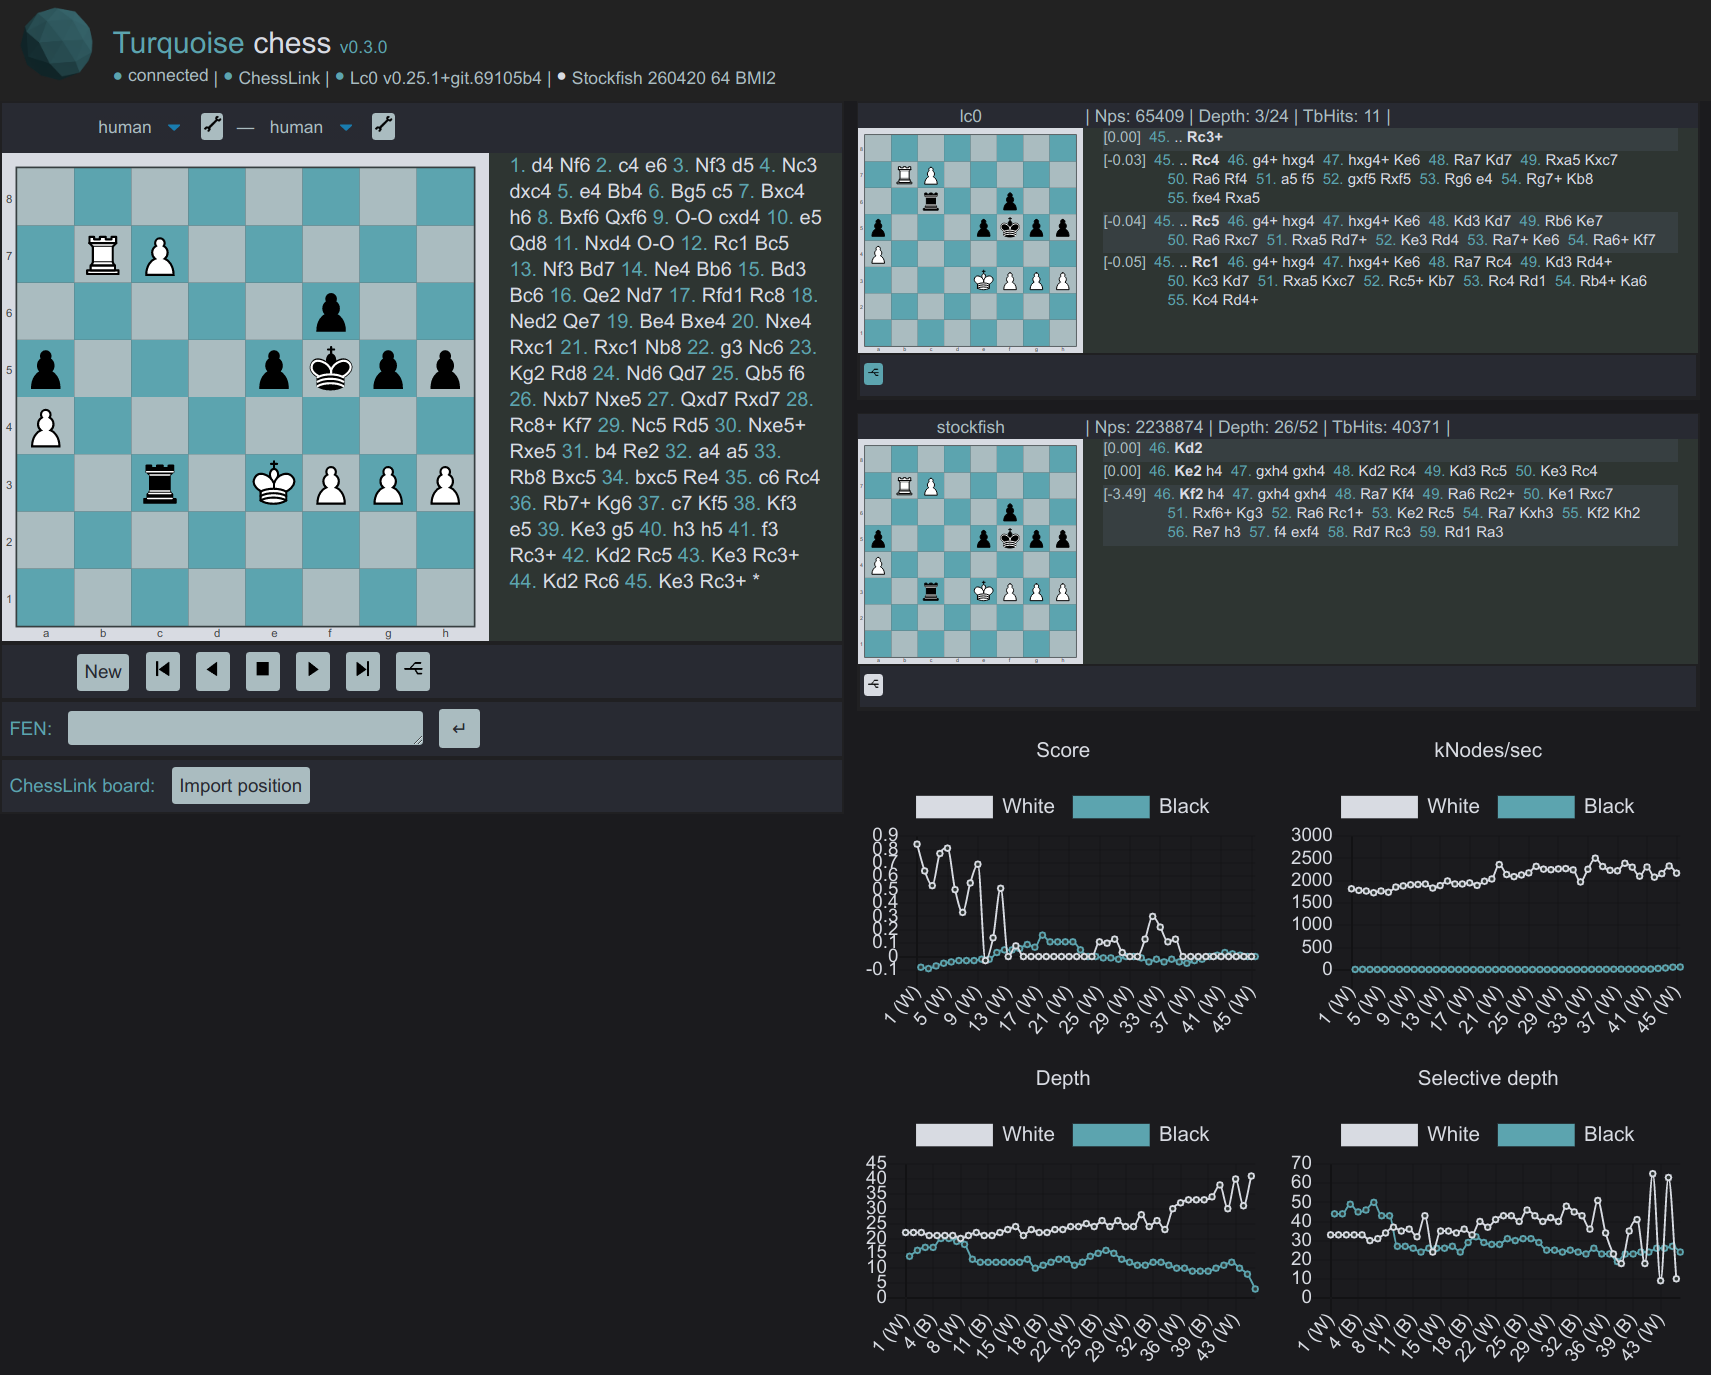 Turquoise chess v0.3.0
• connected | • ChessLink | • Lc0 v0.25.1+git.69105b4 | • Stockfish 260420 64 BMI2
human — human
8
7
6
5
4
3
2
1
a b c d e f g h
1. d4 Nf6 2. c4 e6 3. Nf3 d5 4. Nc3
dxc4 5. e4 Bb4 6. Bg5 c5 7. Bxc4
h6 8. Bxf6 Qxf6 9. O-O cxd4 10. e5
Qd8 11. Nxd4 O-O 12. Rc1 Bc5
13. Nf3 Bd7 14. Ne4 Bb6 15. Bd3
Bc6 16. Qe2 Nd7 17. Rfd1 Rc8 18.
Ned2 Qe7 19. Be4 Bxe4 20. Nxe4
Rxc1 21. Rxc1 Nb8 22. g3 Nc6 23.
Kg2 Rd8 24. Nd6 Qd7 25. Qb5 f6
26. Nxb7 Nxe5 27. Qxd7 Rxd7 28.
Rc8+ Kf7 29. Nc5 Rd5 30. Nxe5+
Rxe5 31. b4 Re2 32. a4 a5 33.
Rb8 Bxc5 34. bxc5 Re4 35. c6 Rc4
36. Rb7+ Kg6 37. c7 Kf5 38. Kf3
e5 39. Ke3 g5 40. h3 h5 41. f3
Rc3+ 42. Kd2 Rc5 43. Ke3 Rc3+
44. Kd2 Rc6 45. Ke3 Rc3+ *
New
FEN:
ChessLink board: Import position
lc0 | Nps: 65409 | Depth: 3/24 | TbHits: 11 |
[0.00] 45. .. Rc3+
[-0.03] 45. .. Rc4 46. g4+ hxg4 47. hxg4+ Ke6 48. Ra7 Kd7 49. Rxa5 Kxc7
50. Ra6 Rf4 51. a5 f5 52. gxf5 Rxf5 53. Rg6 e4 54. Rg7+ Kb8
55. fxe4 Rxa5
[-0.04] 45. .. Rc5 46. g4+ hxg4 47. hxg4+ Ke6 48. Kd3 Kd7 49. Rb6 Ke7
50. Ra6 Rxc7 51. Rxa5 Rd7+ 52. Ke3 Rd4 53. Ra7+ Ke6 54. Ra6+ Kf7
[-0.05] 45. .. Rc1 46. g4+ hxg4 47. hxg4+ Ke6 48. Ra7 Rc4 49. Kd3 Rd4+
50. Kc3 Kd7 51. Rxa5 Kxc7 52. Rc5+ Kb7 53. Rc4 Rd1 54. Rb4+ Ka6
55. Kc4 Rd4+
stockfish | Nps: 2238874 | Depth: 26/52 | TbHits: 40371 |
[0.00] 46. Kd2
[0.00] 46. Ke2 h4 47. gxh4 gxh4 48. Kd2 Rc4 49. Kd3 Rc5 50. Ke3 Rc4
[-3.49] 46. Kf2 h4 47. gxh4 gxh4 48. Ra7 Kf4 49. Ra6 Rc2+ 50. Ke1 Rxc7
51. Rxf6+ Kg3 52. Ra6 Rc1+ 53. Ke2 Rc5 54. Ra7 Kxh3 55. Kf2 Kh2
56. Re7 h3 57. f4 exf4 58. Rd7 Rc3 59. Rd1 Ra3
Score
White Black
0.9
0.8
0.7
0.6
0.5
0.4
0.3
0.2
0.1
0
-0.1
1 (W) 5 (W) 9 (W) 13 (W) 17 (W) 21 (W) 25 (W) 29 (W) 33 (W) 37 (W) 41 (W) 45 (W)
kNodes/sec
White Black
3000
2500
2000
1500
1000
500
0
1 (W) 5 (W) 9 (W) 13 (W) 17 (W) 21 (W) 25 (W) 29 (W) 33 (W) 37 (W) 41 (W) 45 (W)
Depth
White Black
45
40
35
30
25
20
15
10
5
0
1 (W) 4 (B) 8 (W) 11 (B) 15 (W) 18 (B) 22 (W) 25 (B) 29 (W) 32 (B) 36 (W) 39 (B) 43 (W)
Selective depth
White Black
70
60
50
40
30
20
10
0
1 (W) 4 (B) 8 (W) 11 (B) 15 (W) 18 (B) 22 (W) 25 (B) 29 (W) 32 (B) 36 (W) 39 (B) 43 (W)